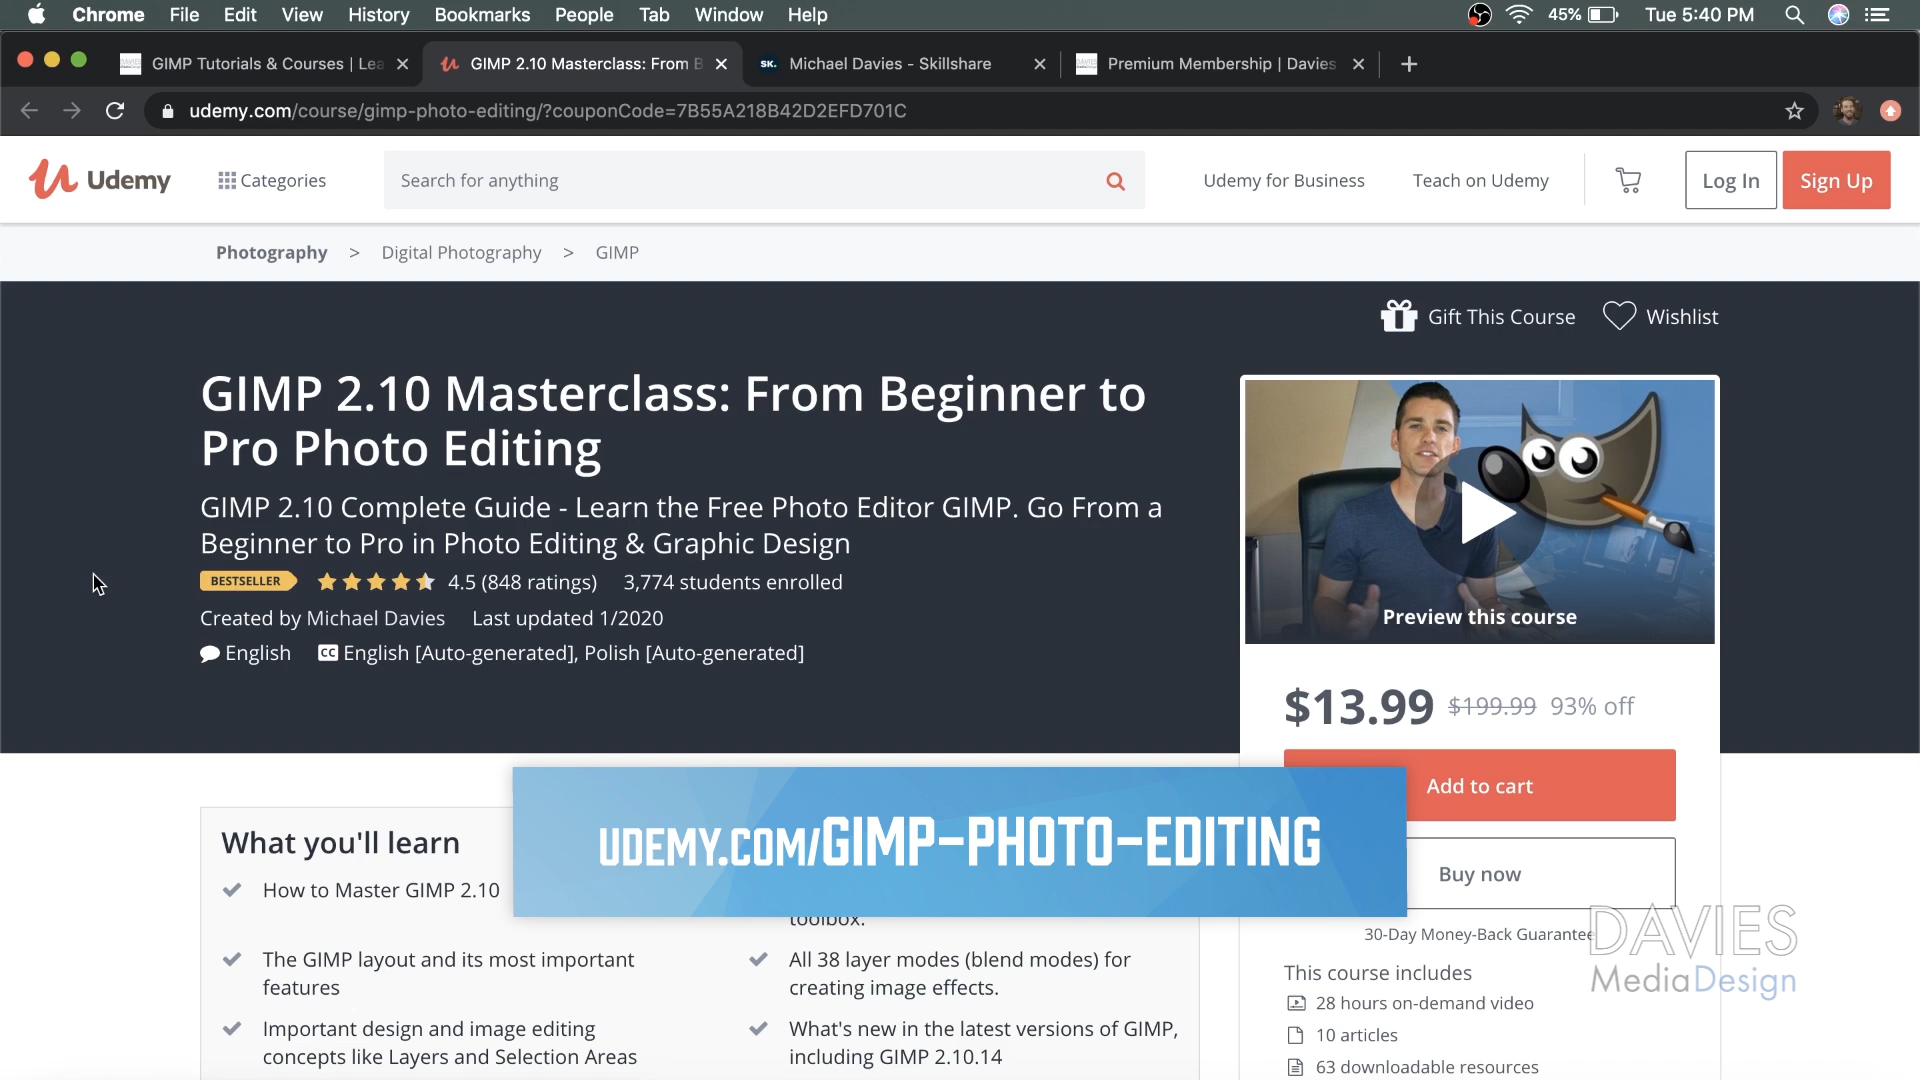 Chrome File Edit View History Bookmarks People Tab Window Help 45% Tue 5:40 PM
GIMP Tutorials & Courses | Lea GIMP 2.10 Masterclass: From B SK. Michael Davies - Skillshare Premium Membership | Davies
udemy.com/course/gimp-photo-editing/?couponCode=7B55A218B42D2EFD701C
Udemy Categories Search for anything Udemy for Business Teach on Udemy Log In Sign Up
Photography > Digital Photography > GIMP
Gift This Course Wishlist
GIMP 2.10 Masterclass: From Beginner to
Pro Photo Editing
GIMP 2.10 Complete Guide - Learn the Free Photo Editor GIMP. Go From a
Beginner to Pro in Photo Editing & Graphic Design
BESTSELLER 4.5 (848 ratings) 3,774 students enrolled
Created by Michael Davies Last updated 1/2020
English CC English [Auto-generated], Polish [Auto-generated]
Preview this course
$13.99 $199.99 93% off
Add to cart
Buy now
30-Day Money-Back Guarantee
This course includes
28 hours on-demand video
10 articles
63 downloadable resources
UDEMY.COM/GIMP-PHOTO-EDITING
What you'll learn
How to Master GIMP 2.10
toolbox.
The GIMP layout and its most important
features
All 38 layer modes (blend modes) for
creating image effects.
Important design and image editing
concepts like Layers and Selection Areas
What's new in the latest versions of GIMP,
including GIMP 2.10.14
DAVIES
MediaDesign